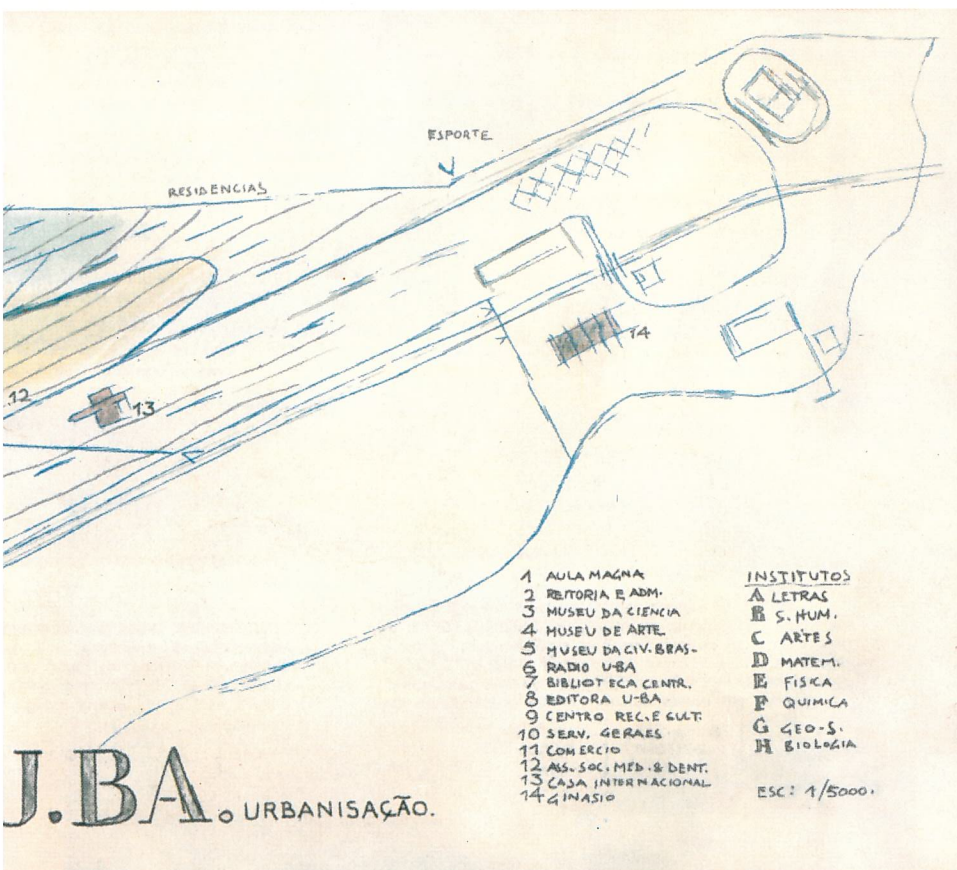 ESPORTE
RESIDENCIAS
14
12
13
1 AULA MAGNA
2 REITORIA E ADM.
3 MUSEU DA CIENCIA
4 MUSEU DE ARTE
5 MUSEU DA CIV. BRAS-
6 RADIO U-BA
7 BIBLIOTECA CENTR.
8 EDITORA U-BA
9 CENTRO REC. E CULT.
10 SERV. GERAES
11 COMERCIO
12 ASS. SOC. MED. & DENT.
13 CASA INTERNACIONAL
14 GINASIO
INSTITUTOS
A LETRAS
B S. HUM.
C ARTES
D MATEM.
E FISICA
F QUIMICA
G GEO-S.
H BIOLOGIA
ESC: 1/5000.
U.BA. URBANISAÇÃO.